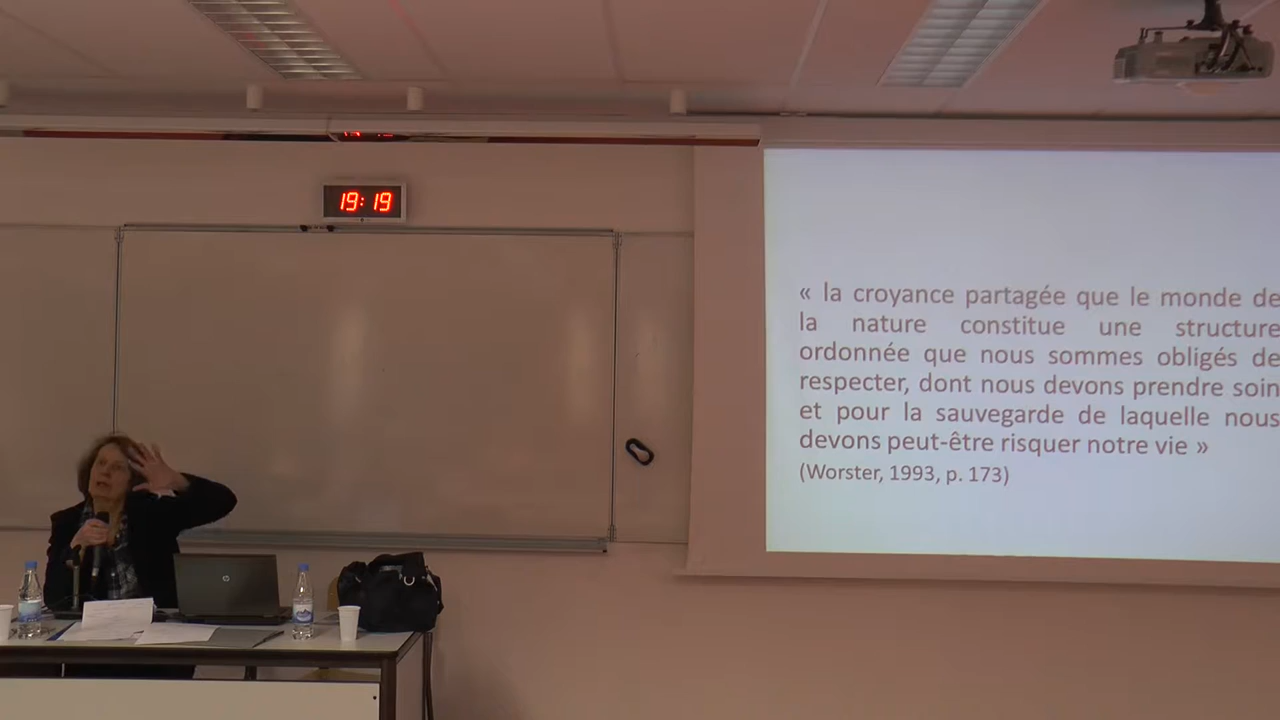 19:19
« la croyance partagée que le monde de
la nature constitue une structure
ordonnée que nous sommes obligés de
respecter, dont nous devons prendre soin
et pour la sauvegarde de laquelle nous
devons peut-être risquer notre vie »
(Worster, 1993, p. 173)
hp